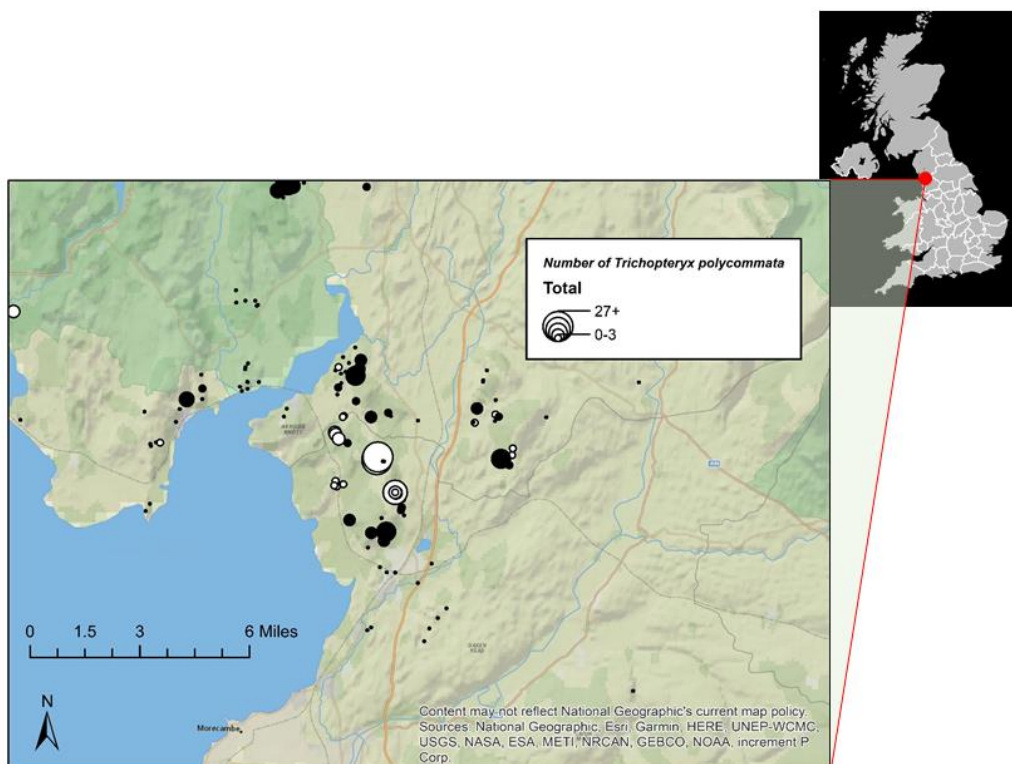 Number of Trichopteryx polycommata
Total
27+
0-3
0 1.5 3 6 Miles
N
Morecambe
Content may not reflect National Geographic's current map policy.
Sources: National Geographic, Esri, Garmin, HERE, UNEP-WCMC,
USGS, NASA, ESA, METI, NRCAN, GEBCO, NOAA, increment P
Corp.